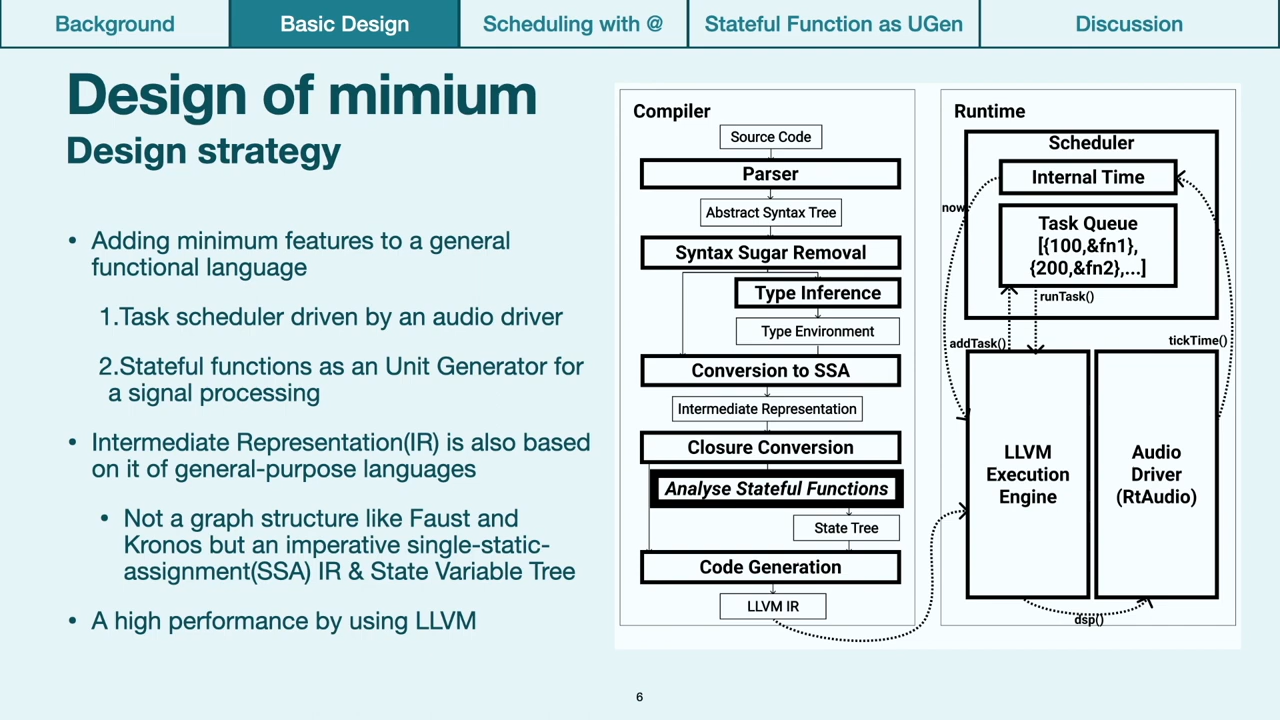 Background
Basic Design
Scheduling with @
Stateful Function as UGen
Discussion
Design of mimium
Design strategy
• Adding minimum features to a general
functional language
1.Task scheduler driven by an audio driver
2.Stateful functions as an Unit Generator for
a signal processing
• Intermediate Representation(IR) is also based
on it of general-purpose languages
• Not a graph structure like Faust and
Kronos but an imperative single-static-
assignment(SSA) IR & State Variable Tree
• A high performance by using LLVM
Compiler
Source Code
Parser
Abstract Syntax Tree
Syntax Sugar Removal
Type Inference
Type Environment
Conversion to SSA
Intermediate Representation
Closure Conversion
Analyse Stateful Functions
State Tree
Code Generation
LLVM IR
Runtime
Scheduler
Internal Time
now
Task Queue
[{100,&fn1},
{200,&fn2},...]
runTask()
addTask()
tickTime()
LLVM
Execution
Engine
Audio
Driver
(RtAudio)
dsp()
6